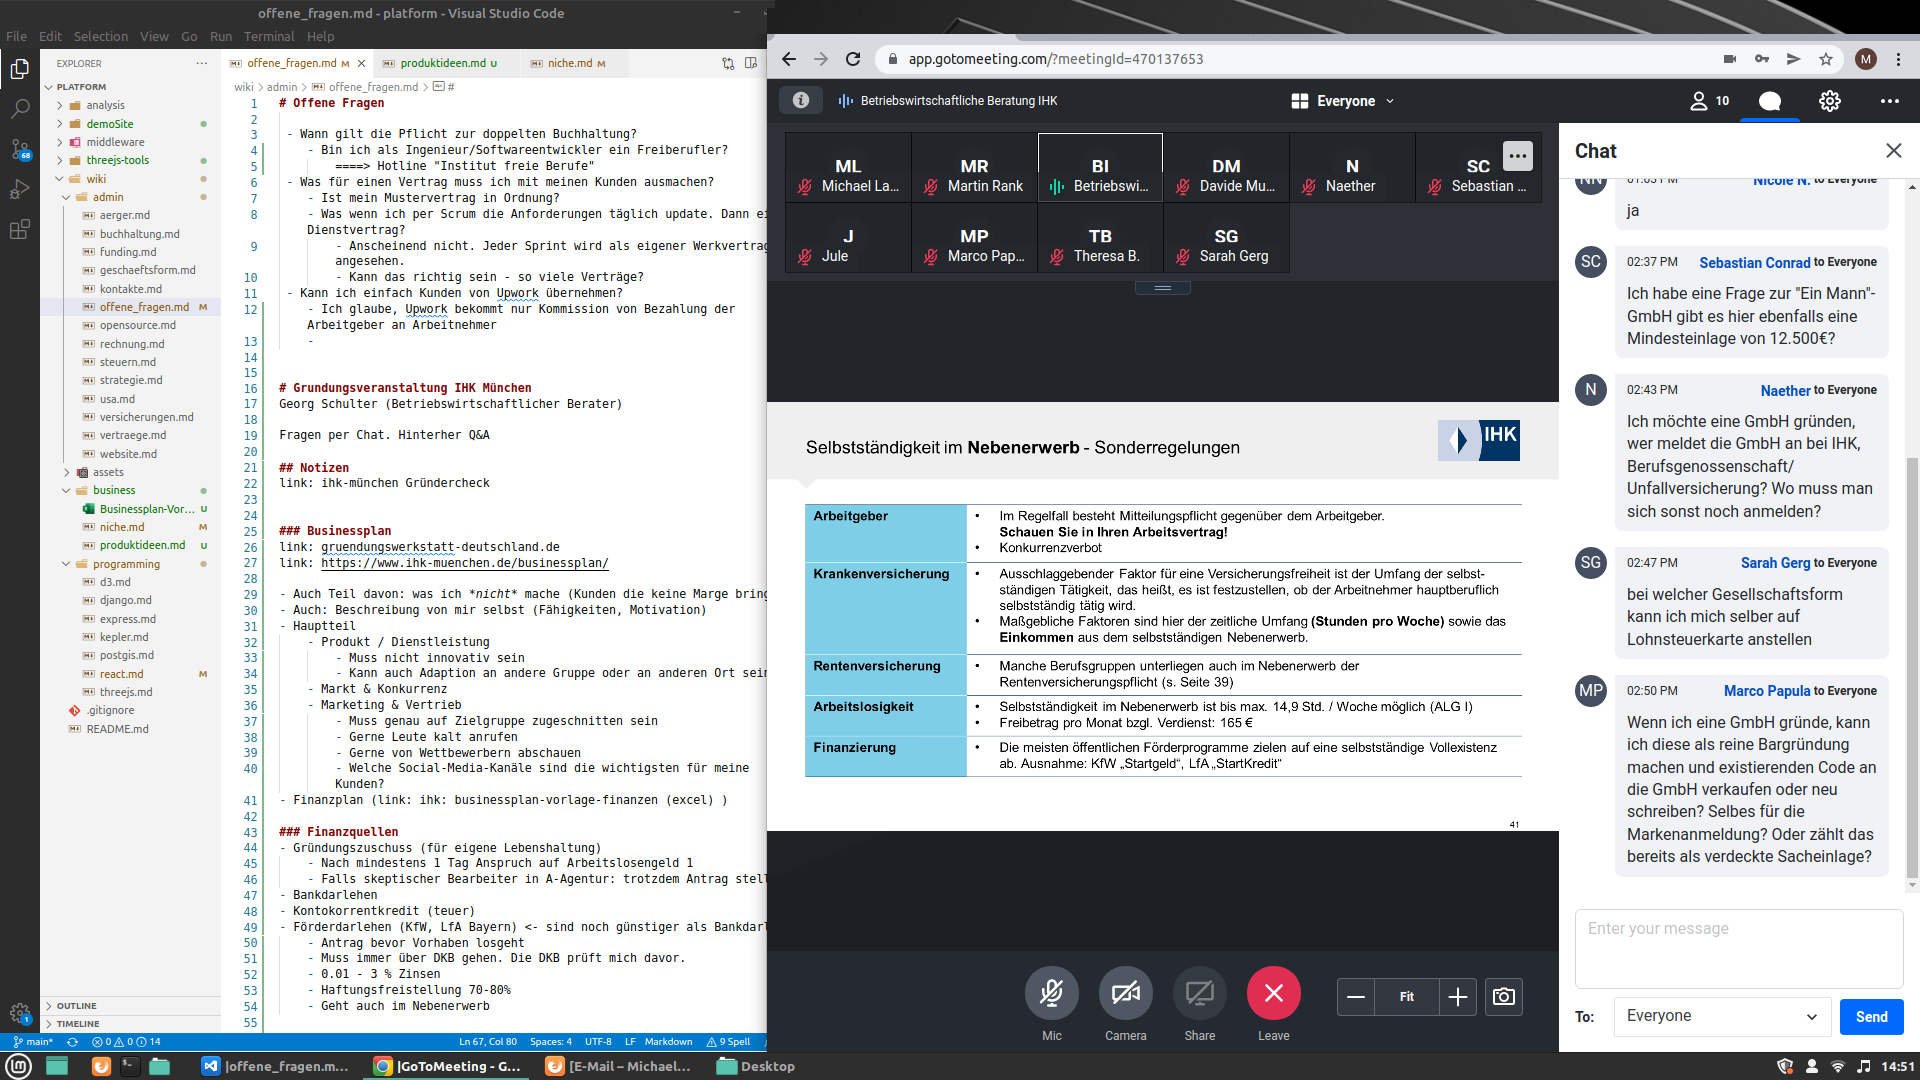 offene_fragen.md - platform - Visual Studio Code
File Edit Selection View Go Run Terminal Help
EXPLORER
PLATFORM
analysis
demoSite
middleware
threejs-tools
wiki
admin
aerger.md
buchhaltung.md
funding.md
geschaeftsform.md
kontakte.md
offene_fragen.md M
opensource.md
rechnung.md
steuern.md
strategie.md
usa.md
versicherungen.md
vertraege.md
website.md
assets
business
Businessplan-Vor... U
niche.md M
produktideen.md U
programming
d3.md
django.md
express.md
kepler.md
postgis.md
react.md M
threejs.md
.gitignore
README.md
OUTLINE
TIMELINE
68
1
offene_fragen.md M
produktideen.md U
niche.md M
wiki > admin > offene_fragen.md > #
1 # Offene Fragen
2
3 - Wann gilt die Pflicht zur doppelten Buchhaltung?
4 - Bin ich als Ingenieur/Softwareentwickler ein Freiberufler?
5 ====> Hotline "Institut freie Berufe"
6 - Was für einen Vertrag muss ich mit meinen Kunden ausmachen?
7 - Ist mein Mustervertrag in Ordnung?
8 - Was wenn ich per Scrum die Anforderungen täglich update. Dann ei
Dienstvertrag?
9 - Anscheinend nicht. Jeder Sprint wird als eigener Werkvertrag
angesehen.
10 - Kann das richtig sein - so viele Verträge?
11 - Kann ich einfach Kunden von Upwork übernehmen?
12 - Ich glaube, Upwork bekommt nur Kommission von Bezahlung der
Arbeitgeber an Arbeitnehmer
13 -
14
15
16 # Grundungsveranstaltung IHK München
17 Georg Schulter (Betriebswirtschaftlicher Berater)
18
19 Fragen per Chat. Hinterher Q&A
20
21 ## Notizen
22 link: ihk-münchen Gründercheck
23
24
25 ### Businessplan
26 link: gruendungswerkstatt-deutschland.de
27 link: https://www.ihk-muenchen.de/businessplan/
28
29 - Auch Teil davon: was ich *nicht* mache (Kunden die keine Marge bring
30 - Auch: Beschreibung von mir selbst (Fähigkeiten, Motivation)
31 - Hauptteil
32 - Produkt / Dienstleistung
33 - Muss nicht innovativ sein
34 - Kann auch Adaption an andere Gruppe oder an anderen Ort sein
35 - Markt & Konkurrenz
36 - Marketing & Vertrieb
37 - Muss genau auf Zielgruppe zugeschnitten sein
38 - Gerne Leute kalt anrufen
39 - Gerne von Wettbewerbern abschauen
40 - Welche Social-Media-Kanäle sind die wichtigsten für meine
Kunden?
41 - Finanzplan (link: ihk: businessplan-vorlage-finanzen (excel) )
42
43 ### Finanzquellen
44 - Gründungszuschuss (für eigene Lebenshaltung)
45 - Nach mindestens 1 Tag Anspruch auf Arbeitslosengeld 1
46 - Falls skeptischer Bearbeiter in A-Agentur: trotzdem Antrag stell
47 - Bankdarlehen
48 - Kontokorrentkredit (teuer)
49 - Förderdarlehen (KfW, LfA Bayern) <- sind noch günstiger als Bankdarl
50 - Antrag bevor Vorhaben losgeht
51 - Muss immer über DKB gehen. Die DKB prüft mich davor.
52 - 0.01 - 3 % Zinsen
53 - Haftungsfreistellung 70-80%
54 - Geht auch im Nebenerwerb
55
main* 0 0 14 Ln 67, Col 80 Spaces: 4 UTF-8 LF Markdown 9 Spell
app.gotomeeting.com/?meetingId=470137653
M
Betriebswirtschaftliche Beratung IHK
Everyone
10
ML
Michael La...
MR
Martin Rank
BI
Betriebswi...
DM
Davide Mu...
N
Naether
SC
Sebastian ...
J
Jule
MP
Marco Pap...
TB
Theresa B.
SG
Sarah Gerg
Selbstständigkeit im Nebenerwerb - Sonderregelungen
IHK
Arbeitgeber
• Im Regelfall besteht Mitteilungspflicht gegenüber dem Arbeitgeber.
Schauen Sie in Ihren Arbeitsvertrag!
• Konkurrenzverbot
Krankenversicherung
• Ausschlaggebender Faktor für eine Versicherungsfreiheit ist der Umfang der selbst-
ständigen Tätigkeit, das heißt, es ist festzustellen, ob der Arbeitnehmer hauptberuflich
selbstständig tätig wird.
• Maßgebliche Faktoren sind hier der zeitliche Umfang (Stunden pro Woche) sowie das
Einkommen aus dem selbstständigen Nebenerwerb.
Rentenversicherung
• Manche Berufsgruppen unterliegen auch im Nebenerwerb der
Rentenversicherungspflicht (s. Seite 39)
Arbeitslosigkeit
• Selbstständigkeit im Nebenerwerb ist bis max. 14,9 Std. / Woche möglich (ALG I)
• Freibetrag pro Monat bzgl. Verdienst: 165 €
Finanzierung
• Die meisten öffentlichen Förderprogramme zielen auf eine selbstständige Vollexistenz
ab. Ausnahme: KfW „Startgeld“, LfA „StartKredit“
41
Mic
Camera
Share
Leave
Fit
Chat
NN 01:03 PM Nicole N. to Everyone
ja
SC 02:37 PM Sebastian Conrad to Everyone
Ich habe eine Frage zur "Ein Mann"-
GmbH gibt es hier ebenfalls eine
Mindesteinlage von 12.500€?
N 02:43 PM Naether to Everyone
Ich möchte eine GmbH gründen,
wer meldet die GmbH an bei IHK,
Berufsgenossenschaft/
Unfallversicherung? Wo muss man
sich sonst noch anmelden?
SG 02:47 PM Sarah Gerg to Everyone
bei welcher Gesellschaftsform
kann ich mich selber auf
Lohnsteuerkarte anstellen
MP 02:50 PM Marco Papula to Everyone
Wenn ich eine GmbH gründe, kann
ich diese als reine Bargründung
machen und existierenden Code an
die GmbH verkaufen oder neu
schreiben? Selbes für die
Markenanmeldung? Oder zählt das
bereits als verdeckte Sacheinlage?
Enter your message
To: Everyone
Send
|offene_fragen.m...
|GoToMeeting - G...
[E-Mail – Michael...
Desktop
14:51